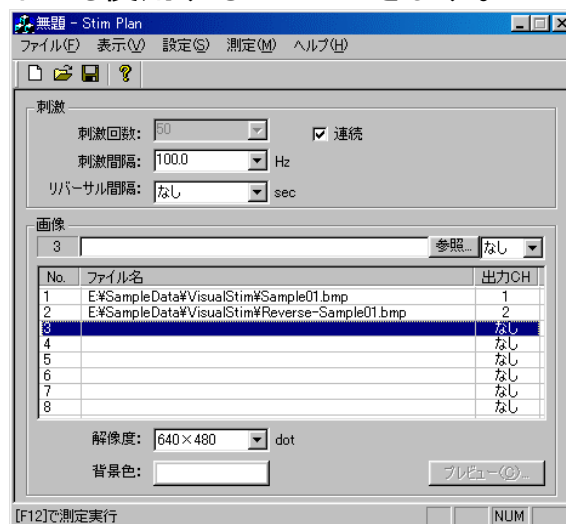 無題 - Stim Plan
ファイル(F) 表示(V) 設定(S) 測定(M) ヘルプ(H)
刺激
刺激回数: 50 連続
刺激間隔: 100.0 Hz
リバーサル間隔: なし sec
画像
3 参照... なし
No. ファイル名 出力CH
1 E:¥SampleData¥VisualStim¥Sample01.bmp 1
2 E:¥SampleData¥VisualStim¥Reverse-Sample01.bmp 2
3 なし
4 なし
5 なし
6 なし
7 なし
8 なし
解像度: 640×480 dot
背景色:
プレビュー(C)...
[F12]で測定実行 NUM